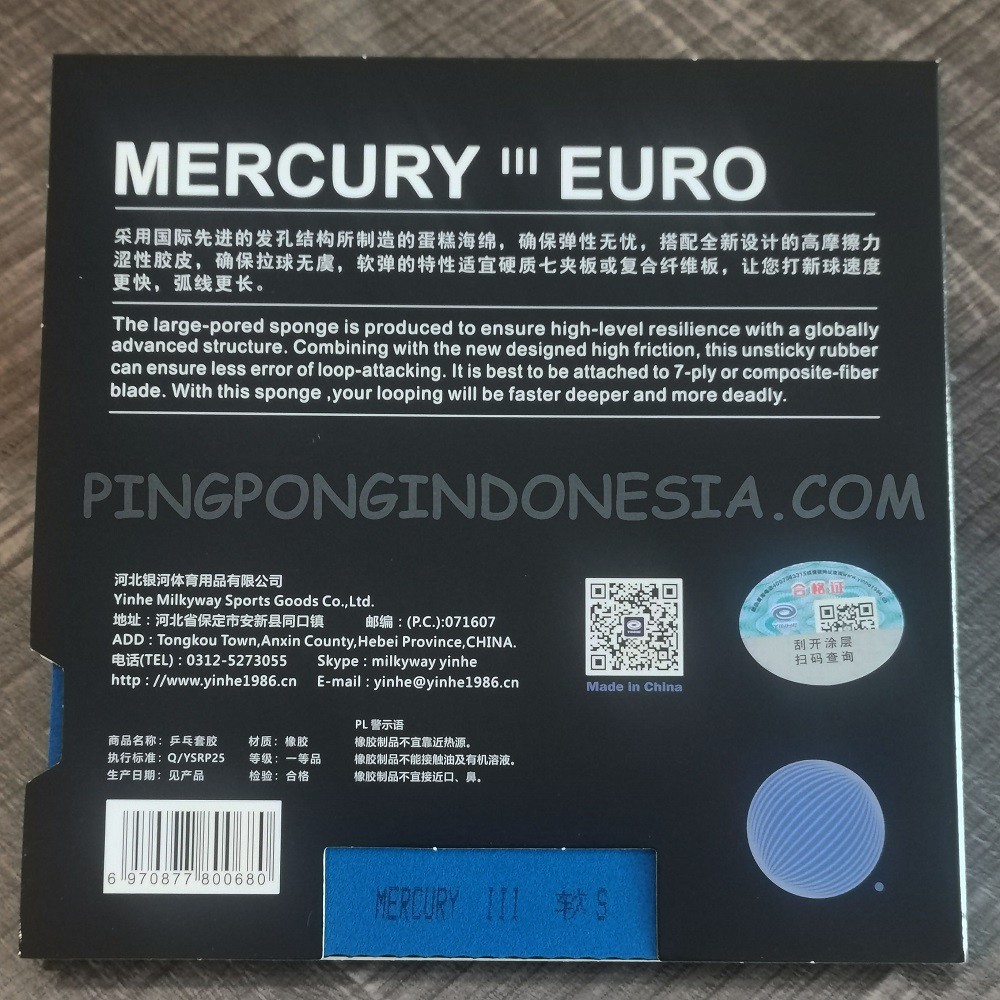 MERCURY III EURO
采用国际先进的发孔结构所制造的蛋糕海绵，确保弹性无忧，搭配全新设计的高摩擦力
涩性胶皮，确保拉球无虞，软弹的特性适宜硬质七夹板或复合纤维板，让您打新球速度
更快，弧线更长。
The large-pored sponge is produced to ensure high-level resilience with a globally
advanced structure. Combining with the new designed high friction, this unsticky rubber
can ensure less error of loop-attacking. It is best to be attached to 7-ply or composite-fiber
blade. With this sponge ,your looping will be faster deeper and more deadly.
PINGPONGINDONESIA.COM
河北银河体育用品有限公司
Yinhe Milkyway Sports Goods Co.,Ltd.
地址：河北省保定市安新县同口镇 邮编：(P.C.):071607
ADD : Tongkou Town,Anxin County,Hebei Province,CHINA.
电话(TEL) : 0312-5273055 Skype : milkyway yinhe
http : //www.yinhe1986.cn E-mail : yinhe@yinhe1986.cn
Made in China
合格证
YINHE
刮开涂层
扫码查询
商品名称：乒乓套胶 材质：橡胶
执行标准：Q/YSRP25 等级：一等品
生产日期：见产品 检验：合格
PL 警示语
橡胶制品不宜靠近热源。
橡胶制品不能接触油及有机溶液。
橡胶制品不宜接近口、鼻。
6 970877 800680
MERCURY III 软 S